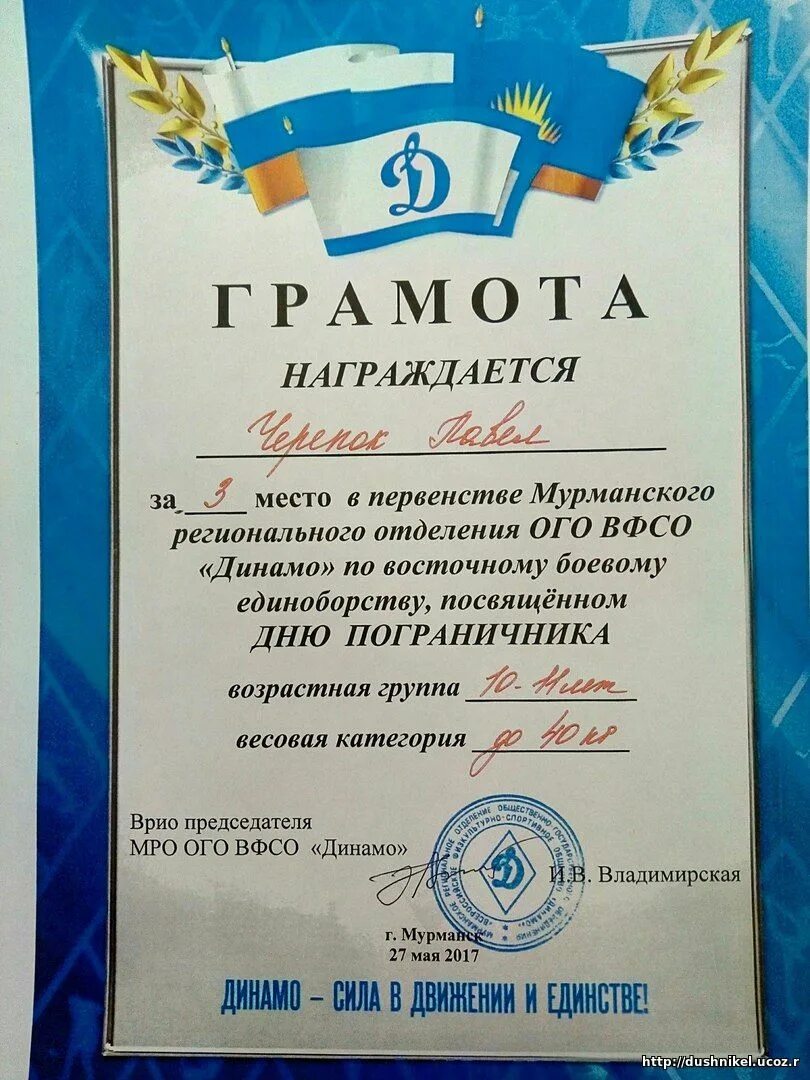 Д
ГРАМОТА
НАГРАЖДАЕТСЯ
Черепок Павел
за 3 место в первенстве Мурманского
регионального отделения ОГО ВФСО
«Динамо» по восточному боевому
единоборству, посвящённом
ДНЮ ПОГРАНИЧНИКА
возрастная группа 10-11 лет
весовая категория до 40 кг
Врио председателя
МРО ОГО ВФСО «Динамо»
И.В. Владимирская
г. Мурманск
27 мая 2017
ДИНАМО – СИЛА В ДВИЖЕНИИ И ЕДИНСТВЕ!
http://dushnikel.ucoz.r